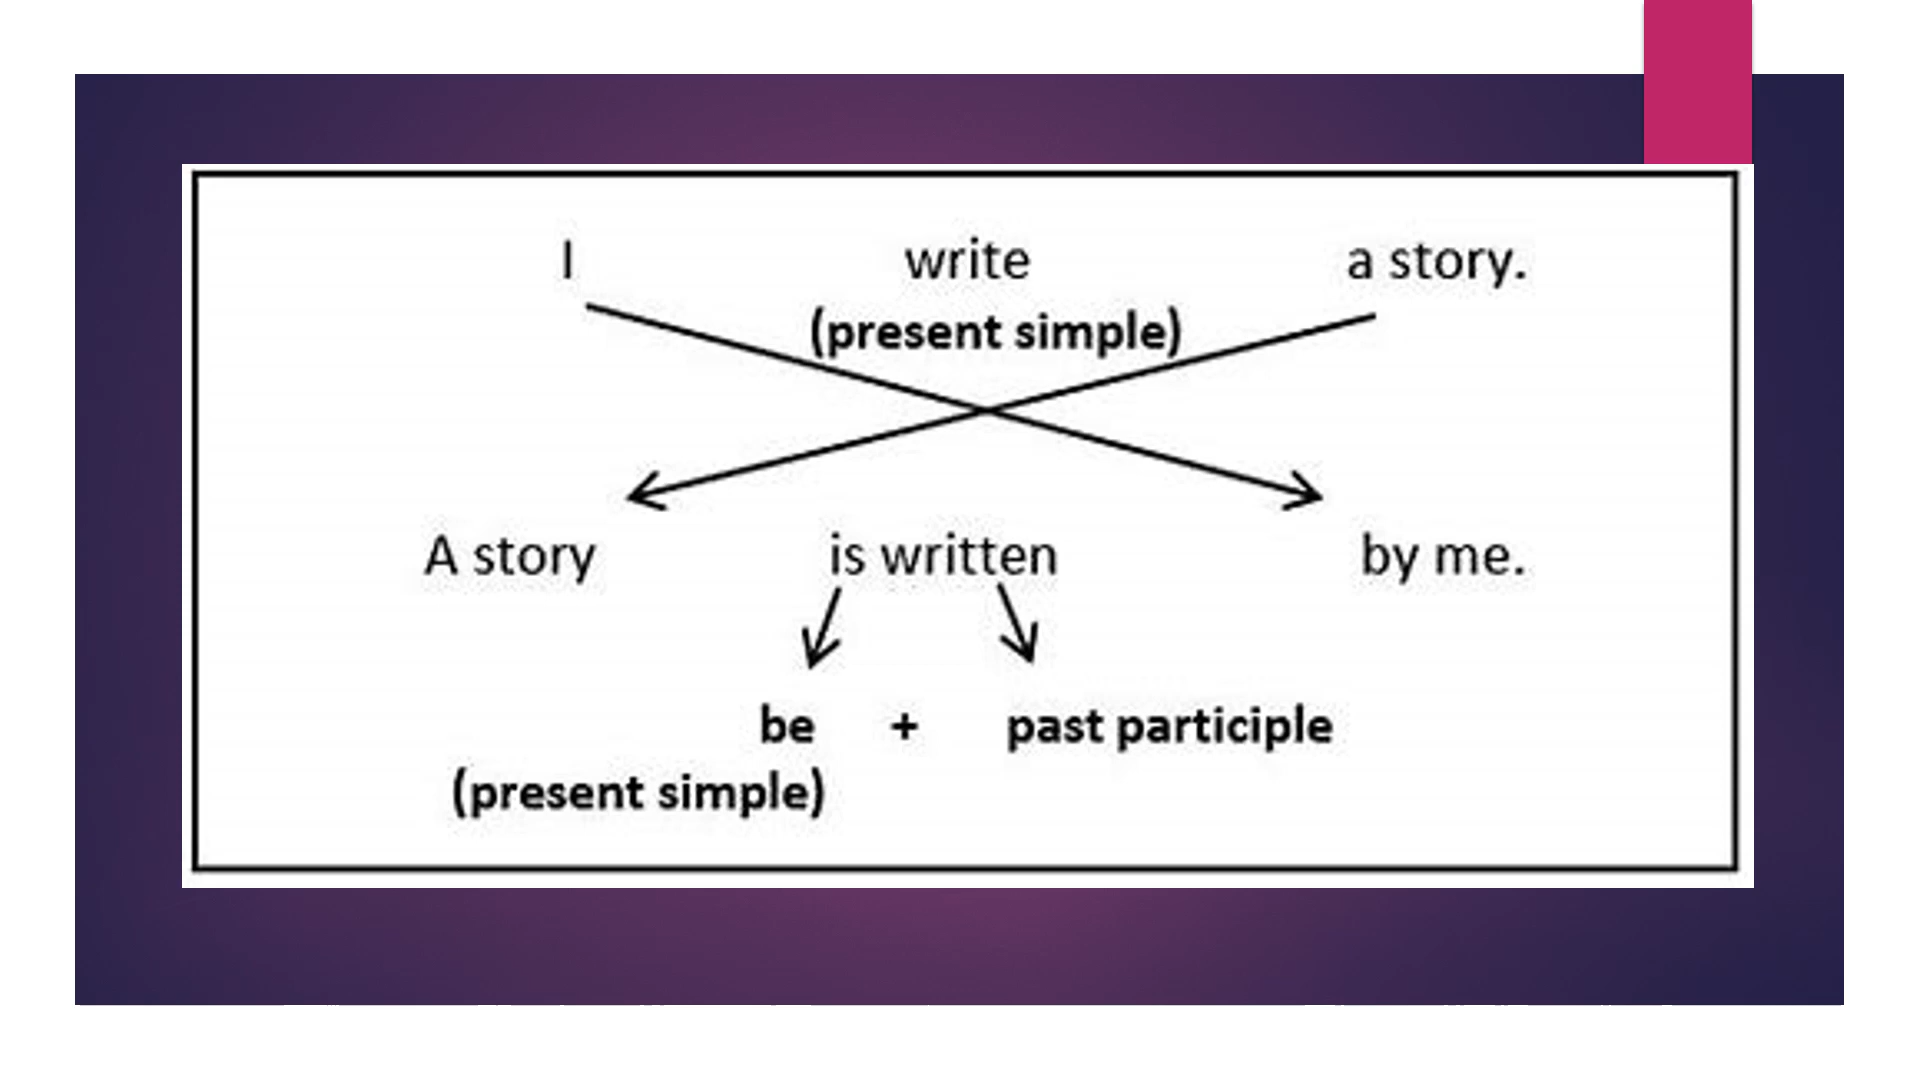 I write a story.
(present simple)
A story is written by me.
be + past participle
(present simple)